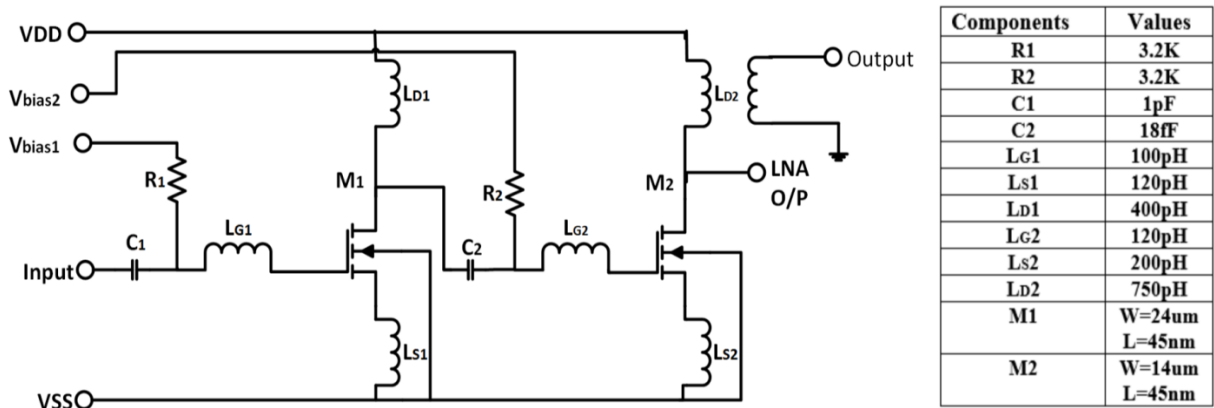 VDD
Vbias2
Vbias1
R1
C1
Input
LG1
M1
LD1
LS1
VSS
C2
R2
LG2
M2
LD2
LS2
Output
LNA
O/P
Components Values
R1 3.2K
R2 3.2K
C1 1pF
C2 18fF
LG1 100pH
LS1 120pH
LD1 400pH
LG2 120pH
LS2 200pH
LD2 750pH
M1 W=24um
L=45nm
M2 W=14um
L=45nm